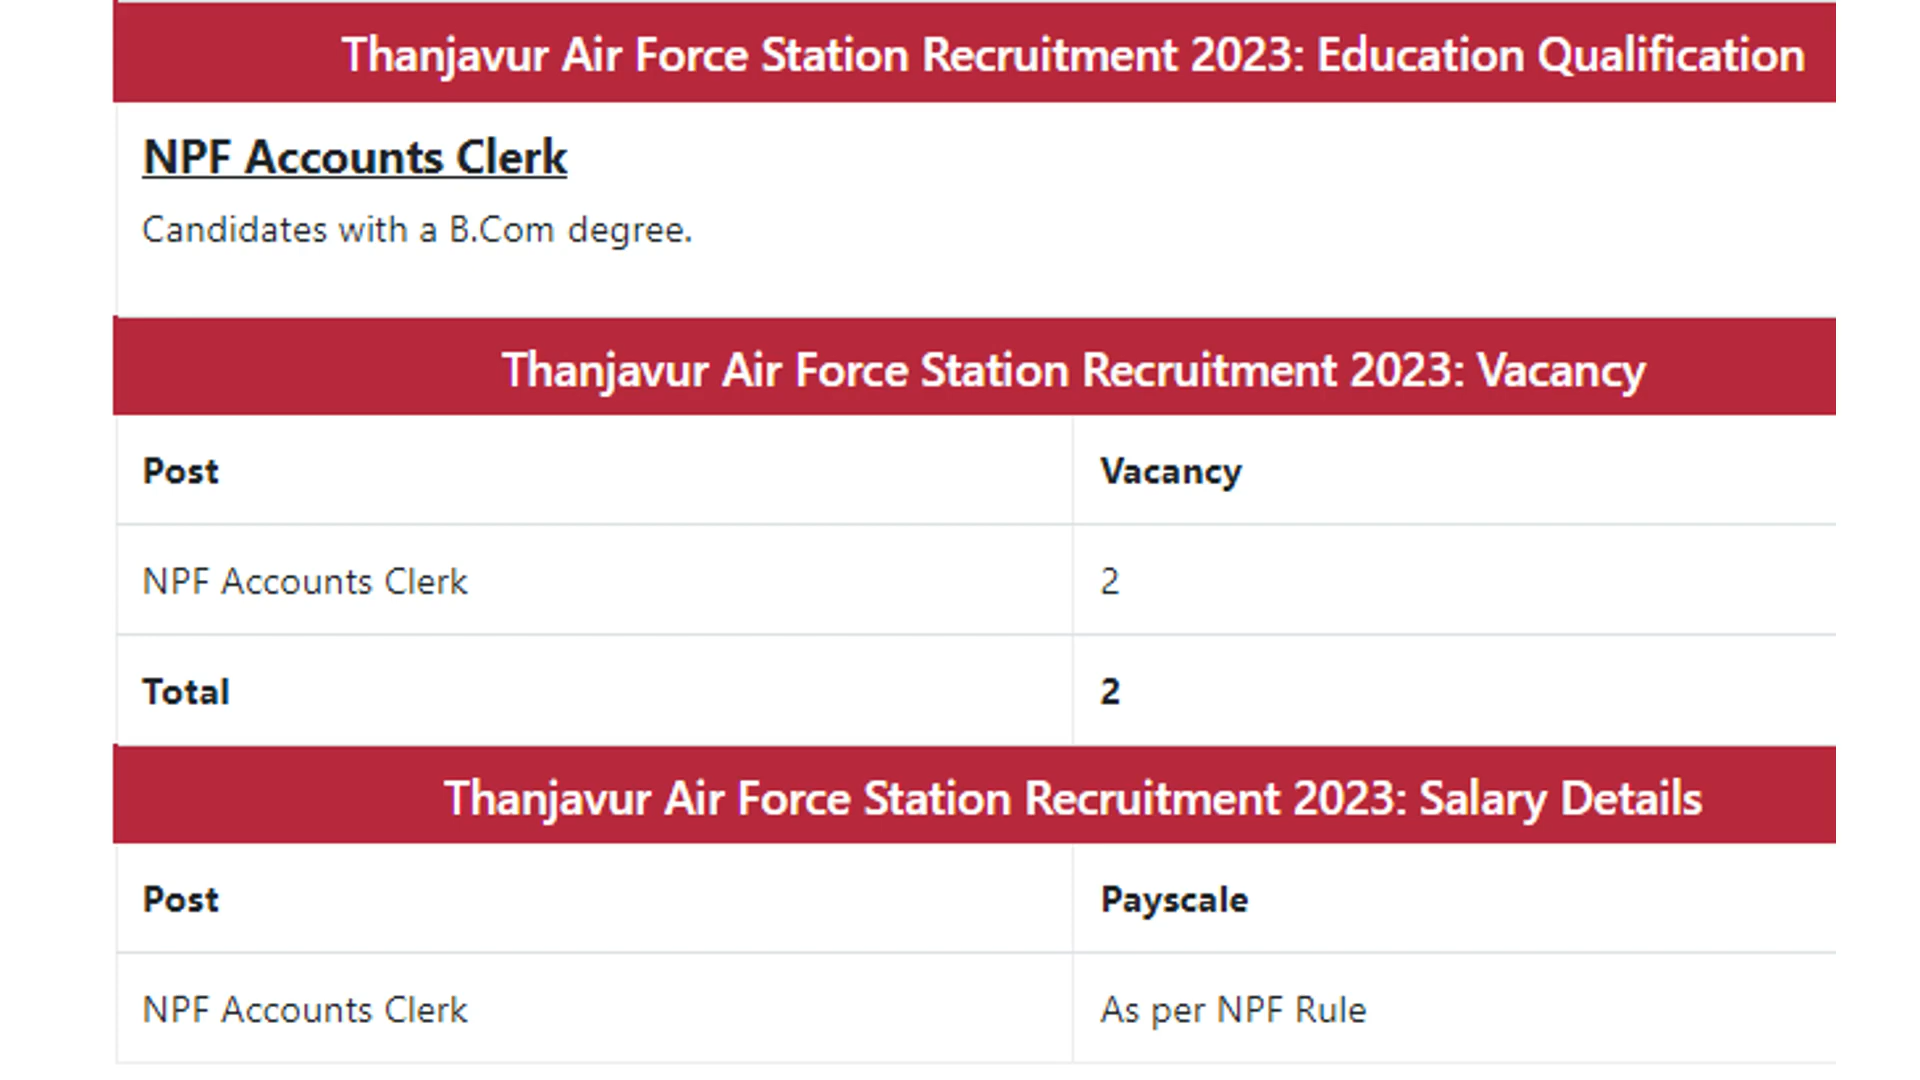 Thanjavur Air Force Station Recruitment 2023: Education Qualification
NPF Accounts Clerk
Candidates with a B.Com degree.
Thanjavur Air Force Station Recruitment 2023: Vacancy
Post Vacancy
NPF Accounts Clerk 2
Total 2
Thanjavur Air Force Station Recruitment 2023: Salary Details
Post Payscale
NPF Accounts Clerk As per NPF Rule